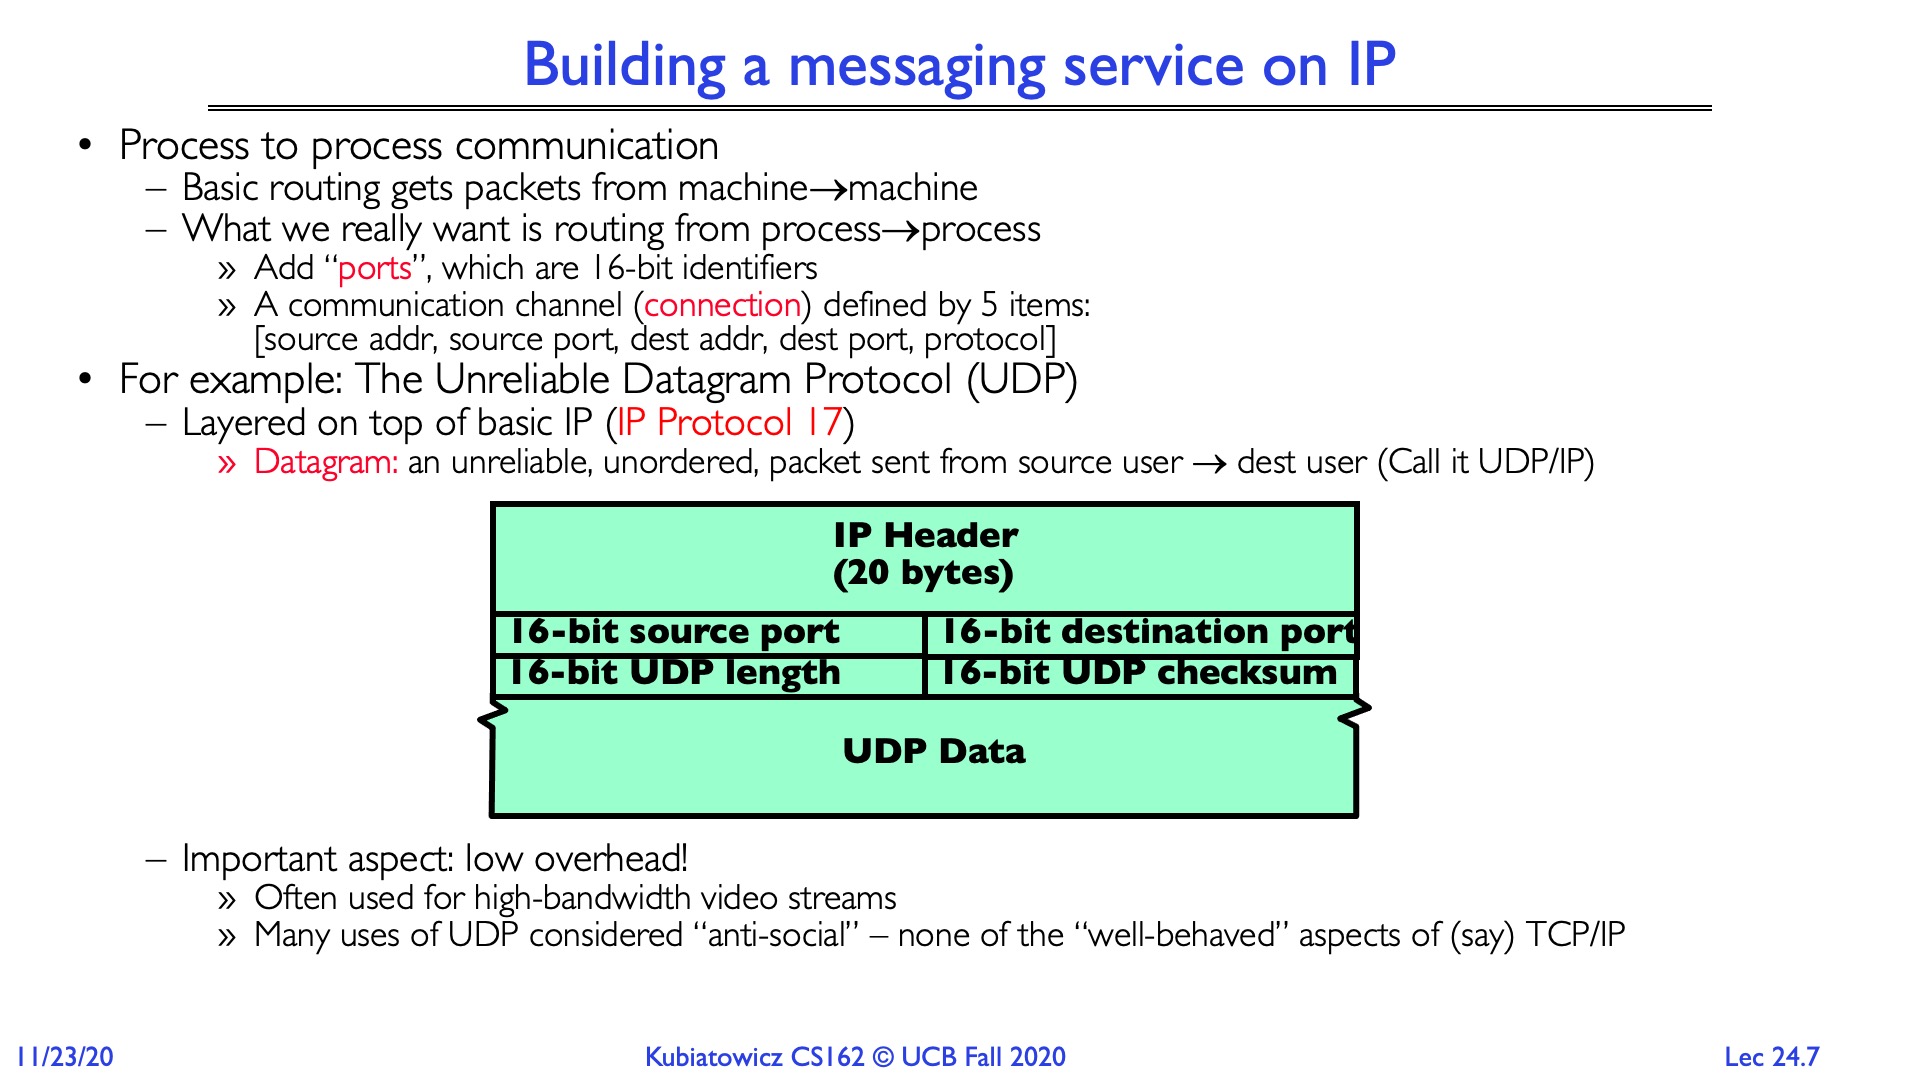 Building a messaging service on IP
• Process to process communication
– Basic routing gets packets from machine→machine
– What we really want is routing from process→process
» Add “ports”, which are 16-bit identifiers
» A communication channel (connection) defined by 5 items:
[source addr, source port, dest addr, dest port, protocol]
• For example: The Unreliable Datagram Protocol (UDP)
– Layered on top of basic IP (IP Protocol 17)
» Datagram: an unreliable, unordered, packet sent from source user → dest user (Call it UDP/IP)
IP Header
(20 bytes)
16-bit source port 16-bit destination port
16-bit UDP length 16-bit UDP checksum
UDP Data
– Important aspect: low overhead!
» Often used for high-bandwidth video streams
» Many uses of UDP considered “anti-social” – none of the “well-behaved” aspects of (say) TCP/IP
11/23/20 Kubiatowicz CS162 © UCB Fall 2020 Lec 24.7